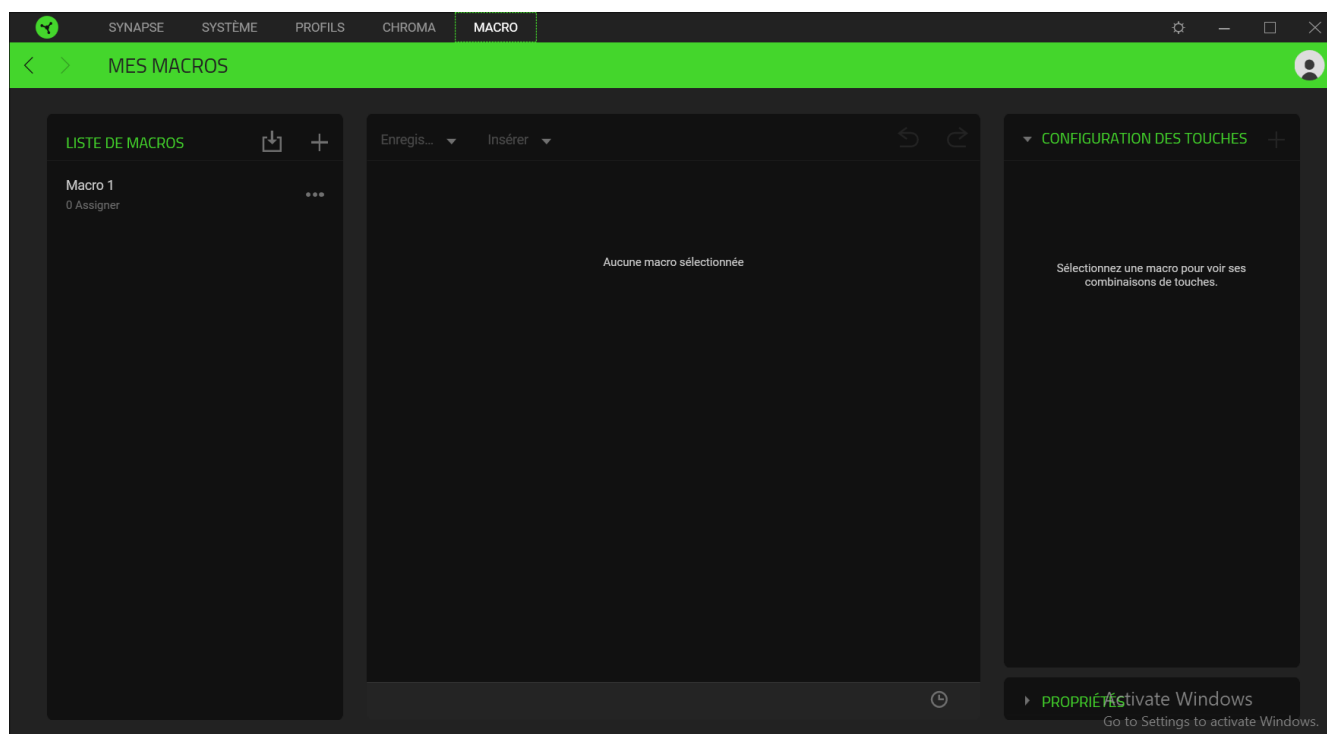 SYNAPSE SYSTÈME PROFILS CHROMA MACRO
MES MACROS
LISTE DE MACROS
Macro 1
0 Assigner
Enregis... Insérer
Aucune macro sélectionnée
CONFIGURATION DES TOUCHES
Sélectionnez une macro pour voir ses
combinaisons de touches.
PROPRIÉTÉS
Activate Windows
Go to Settings to activate Windows.